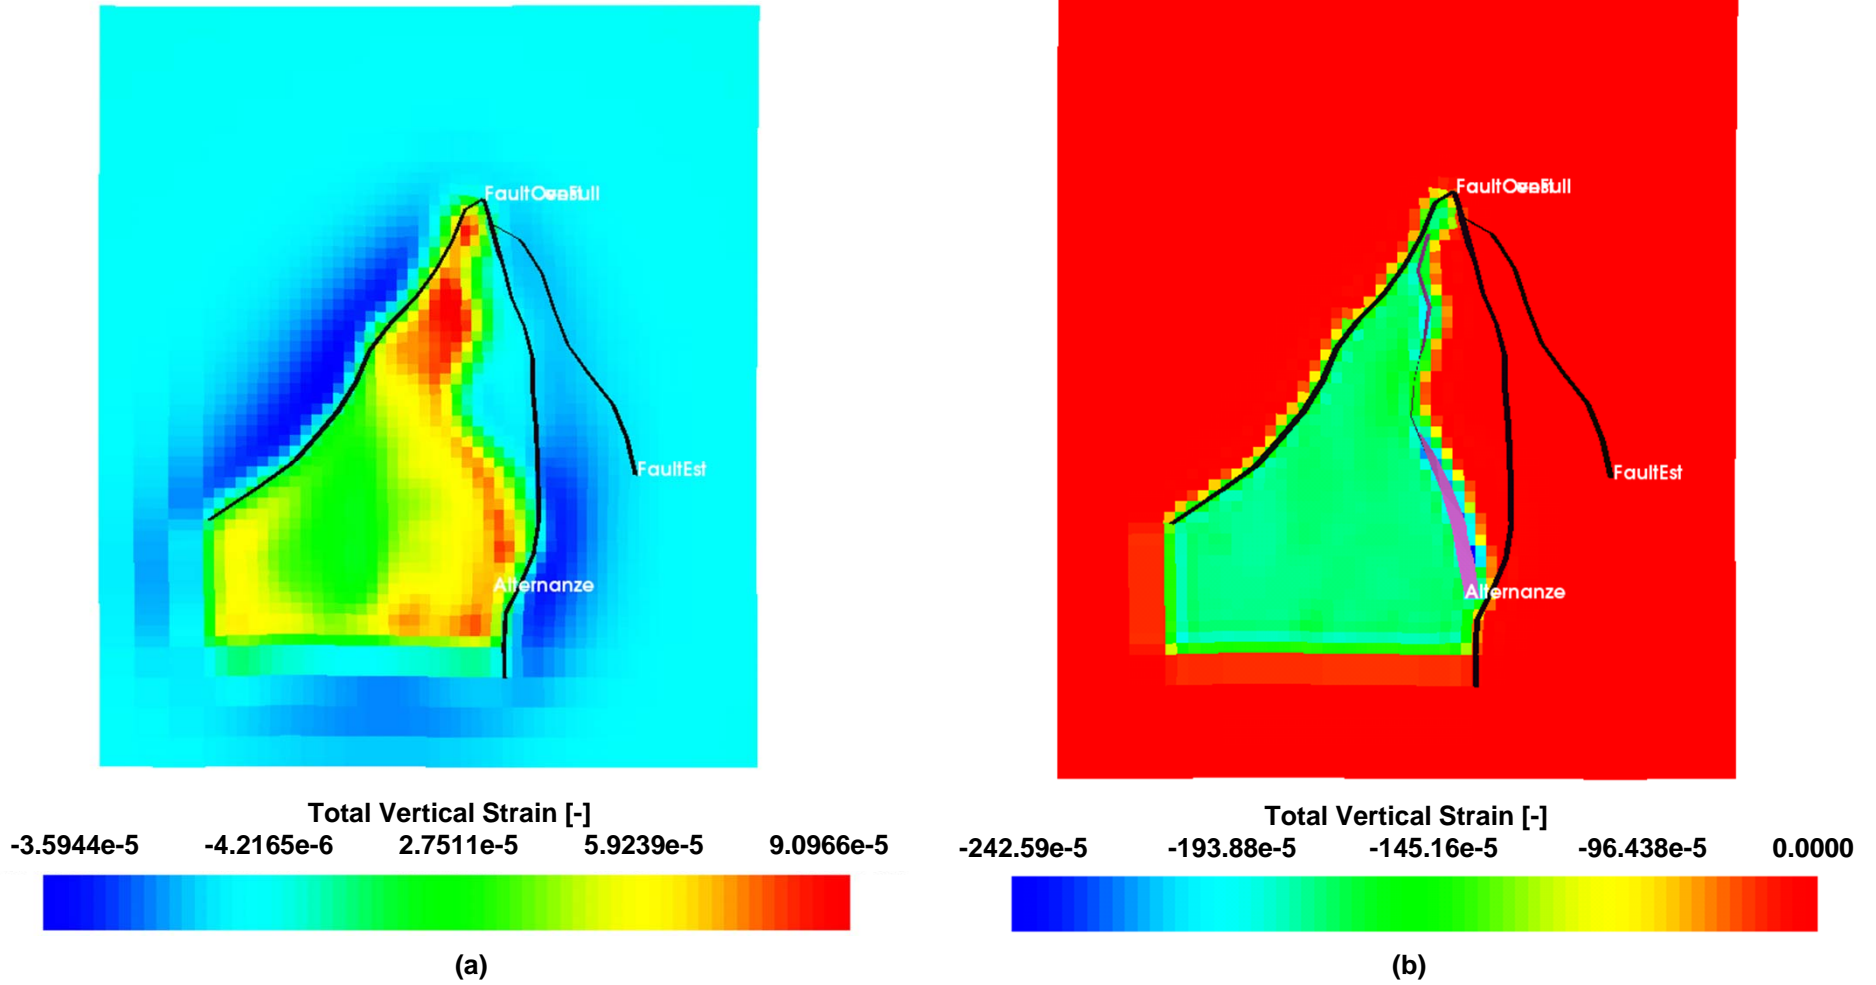 FaultEst
Alternanze
Total Vertical Strain [-]
-3.5944e-5 -4.2165e-6 2.7511e-5 5.9239e-5 9.0966e-5
(a)
FaultEst
Alternanze
Total Vertical Strain [-]
-242.59e-5 -193.88e-5 -145.16e-5 -96.438e-5 0.0000
(b)